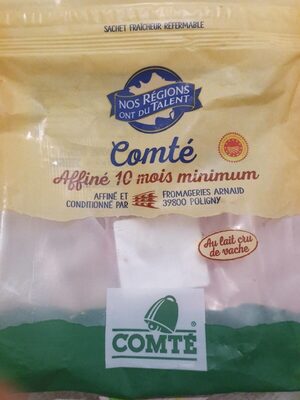 SACHET FRAÎCHEUR REFERMABLE
NOS RÉGIONS
ONT DU TALENT
Comté
Affiné 10 mois minimum
AFFINÉ ET
CONDITIONNÉ PAR
FROMAGERIES ARNAUD
39800 POLIGNY
Au lait cru
de vache
COMTÉ
®